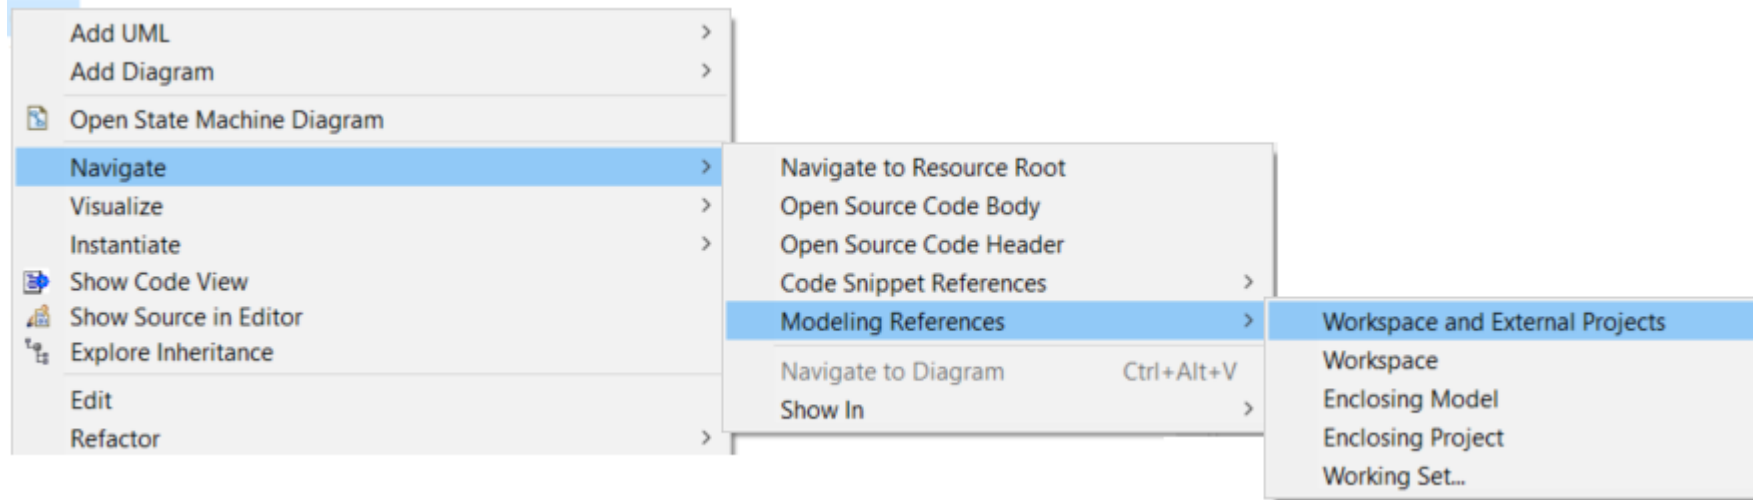 Add UML
Add Diagram
Open State Machine Diagram
Navigate
Visualize
Instantiate
Show Code View
Show Source in Editor
Explore Inheritance
Edit
Refactor
Navigate to Resource Root
Open Source Code Body
Open Source Code Header
Code Snippet References
Modeling References
Navigate to Diagram Ctrl+Alt+V
Show In
Workspace and External Projects
Workspace
Enclosing Model
Enclosing Project
Working Set...